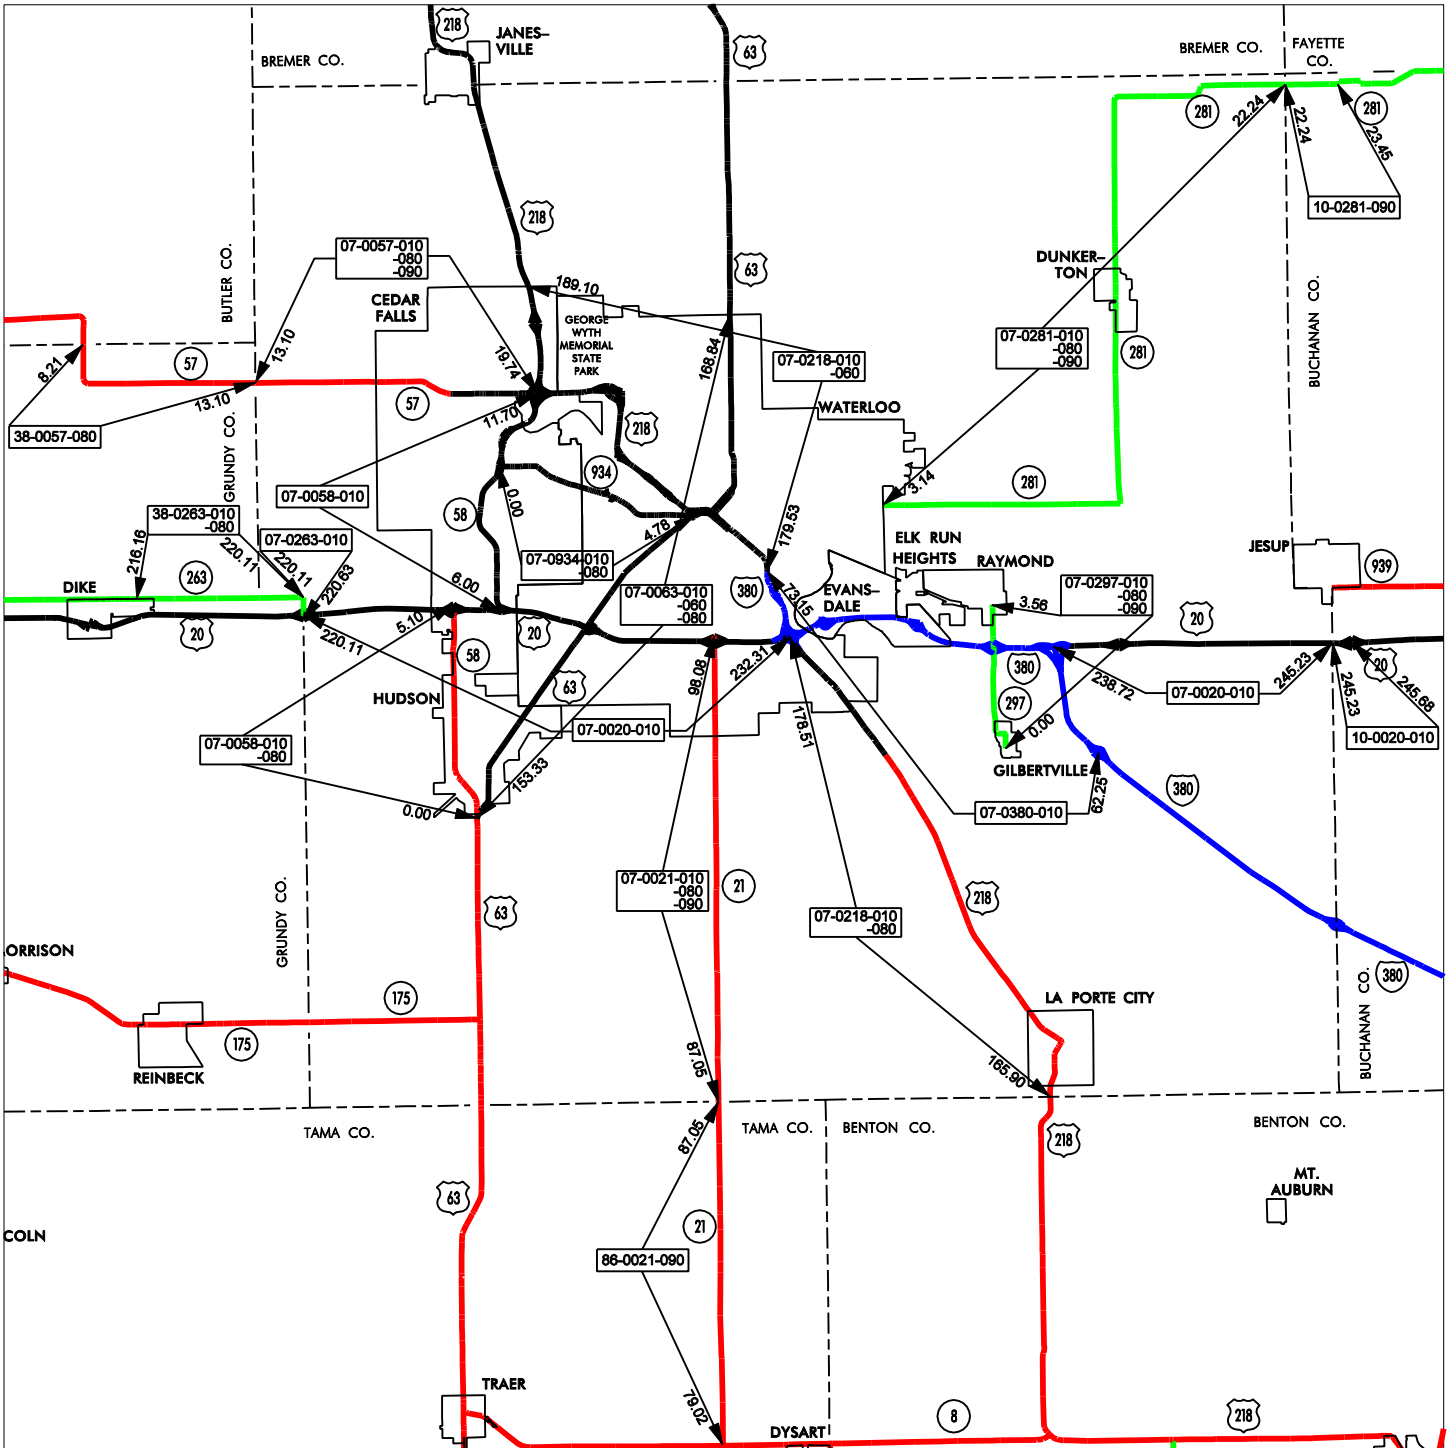 218
JANES–
VILLE
63
BREMER CO.
BREMER CO.
FAYETTE
CO.
281
22.24
22.24
281
23.45
10-0281-090
218
BUTLER CO.
07-0057-010
-080
-090
63
DUNKER–
TON
BUCHANAN CO.
189.10
CEDAR
FALLS
GEORGE
WYTH
MEMORIAL
STATE
PARK
07-0281-010
-080
-090
281
13.10
168.84
07-0218-010
-060
57
8.21
19.74
13.10
57
11.70
WATERLOO
218
38-0057-080
GRUNDY CO.
934
3.14
281
07-0058-010
0.00
58
38-0263-010
-080
4.78
179.53
07-0263-010
216.16
220.11
220.11
ELK RUN
HEIGHTS
RAYMOND
JESUP
939
07-0934-010
-080
263
220.63
DIKE
6.00
07-0063-010
-060
-080
380
73.15
EVANS–
DALE
07-0297-010
-080
-090
3.56
20
5.10
220.11
20
20
58
63
98.08
232.31
380
238.72
245.23
20
245.68
HUDSON
297
0.00
07-0020-010
245.23
07-0058-010
-080
07-0020-010
178.51
10-0020-010
153.33
GILBERTVILLE
62.25
380
0.00
07-0380-010
GRUNDY CO.
07-0021-010
-080
-090
21
63
07-0218-010
-080
218
ORRISON
380
175
LA PORTE CITY
BUCHANAN CO.
175
87.05
165.90
REINBECK
TAMA CO.
87.05
TAMA CO.
BENTON CO.
BENTON CO.
218
MT.
AUBURN
63
21
COLN
86-0021-090
TRAER
79.02
DYSART
8
218